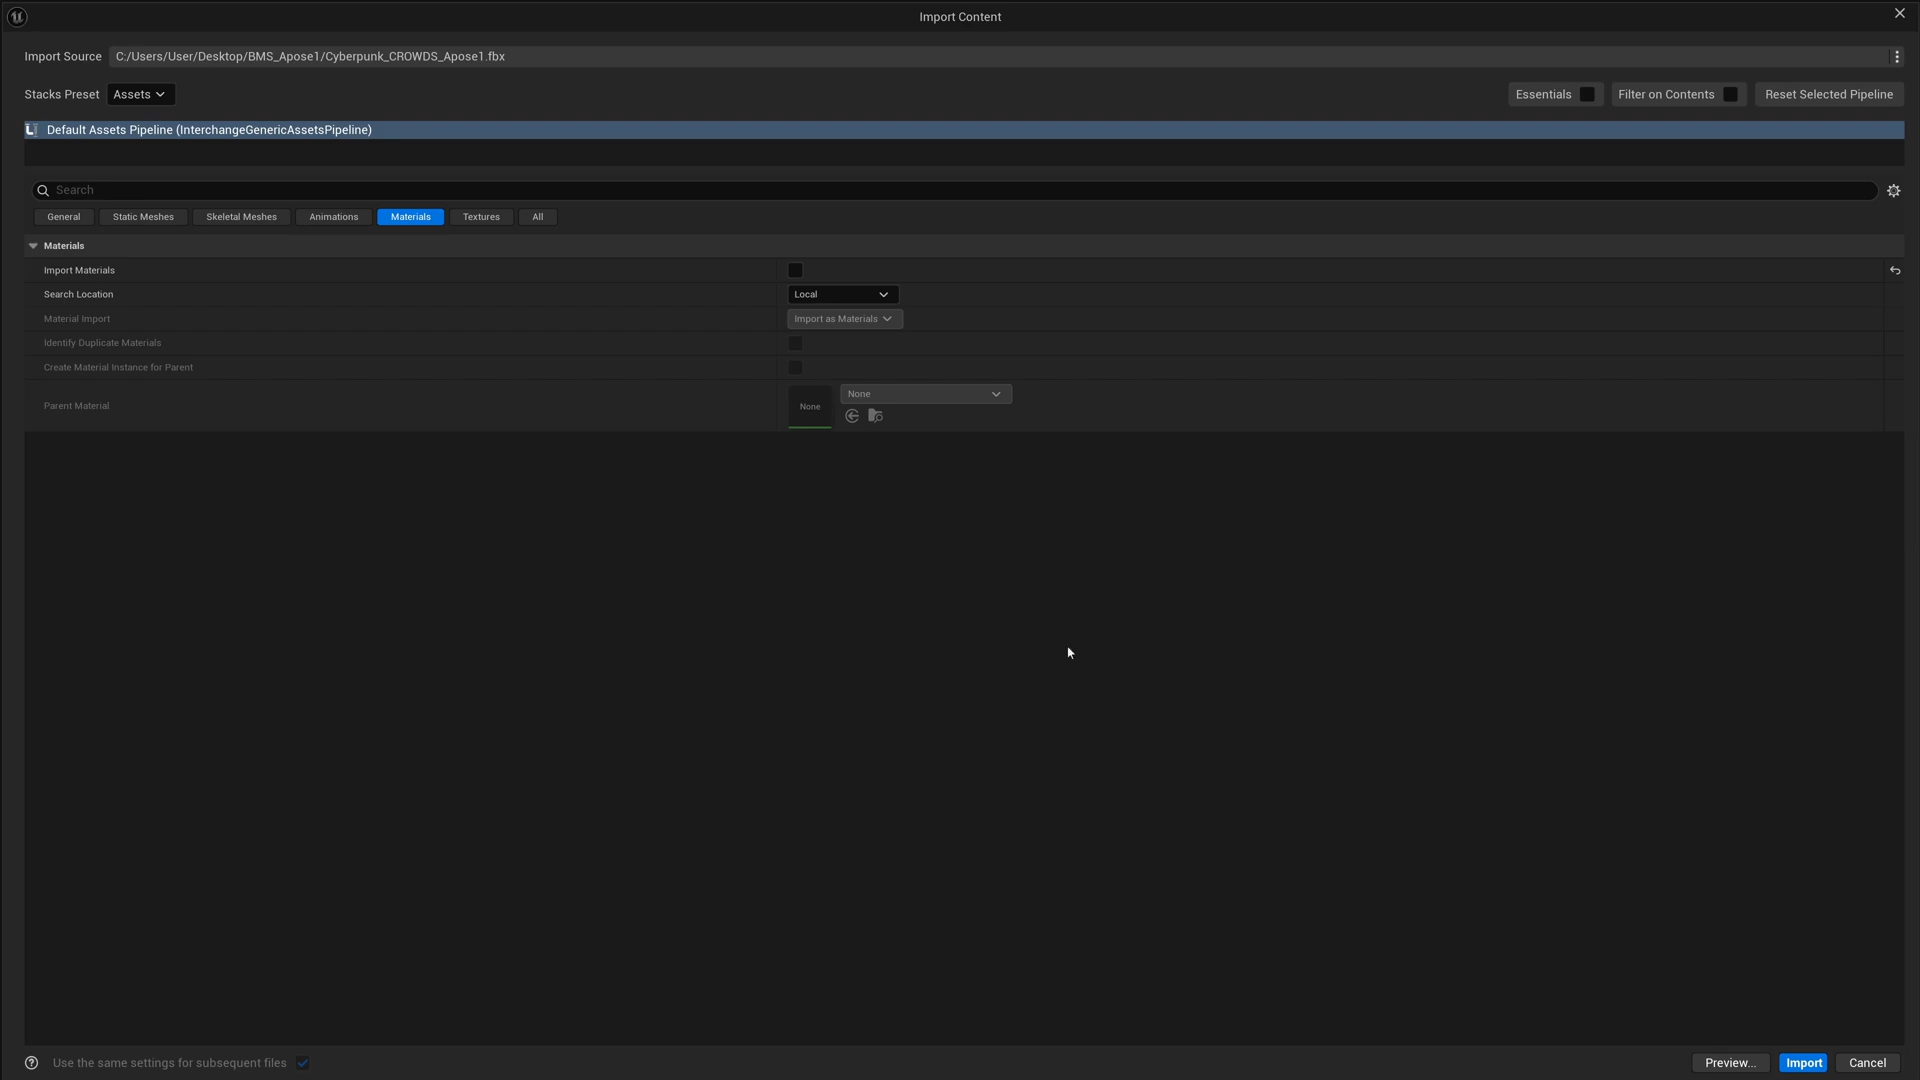 Import Content
Import Source C:/Users/User/Desktop/BMS_Apose1/Cyberpunk_CROWDS_Apose1.fbx
Stacks Preset Assets Essentials Filter on Contents Reset Selected Pipeline
Default Assets Pipeline (InterchangeGenericAssetsPipeline)
Search
General Static Meshes Skeletal Meshes Animations Materials Textures All
Materials
Import Materials
Search Location Local
Material Import Import as Materials
Identify Duplicate Materials
Create Material Instance for Parent
Parent Material None None
Use the same settings for subsequent files Preview... Import Cancel